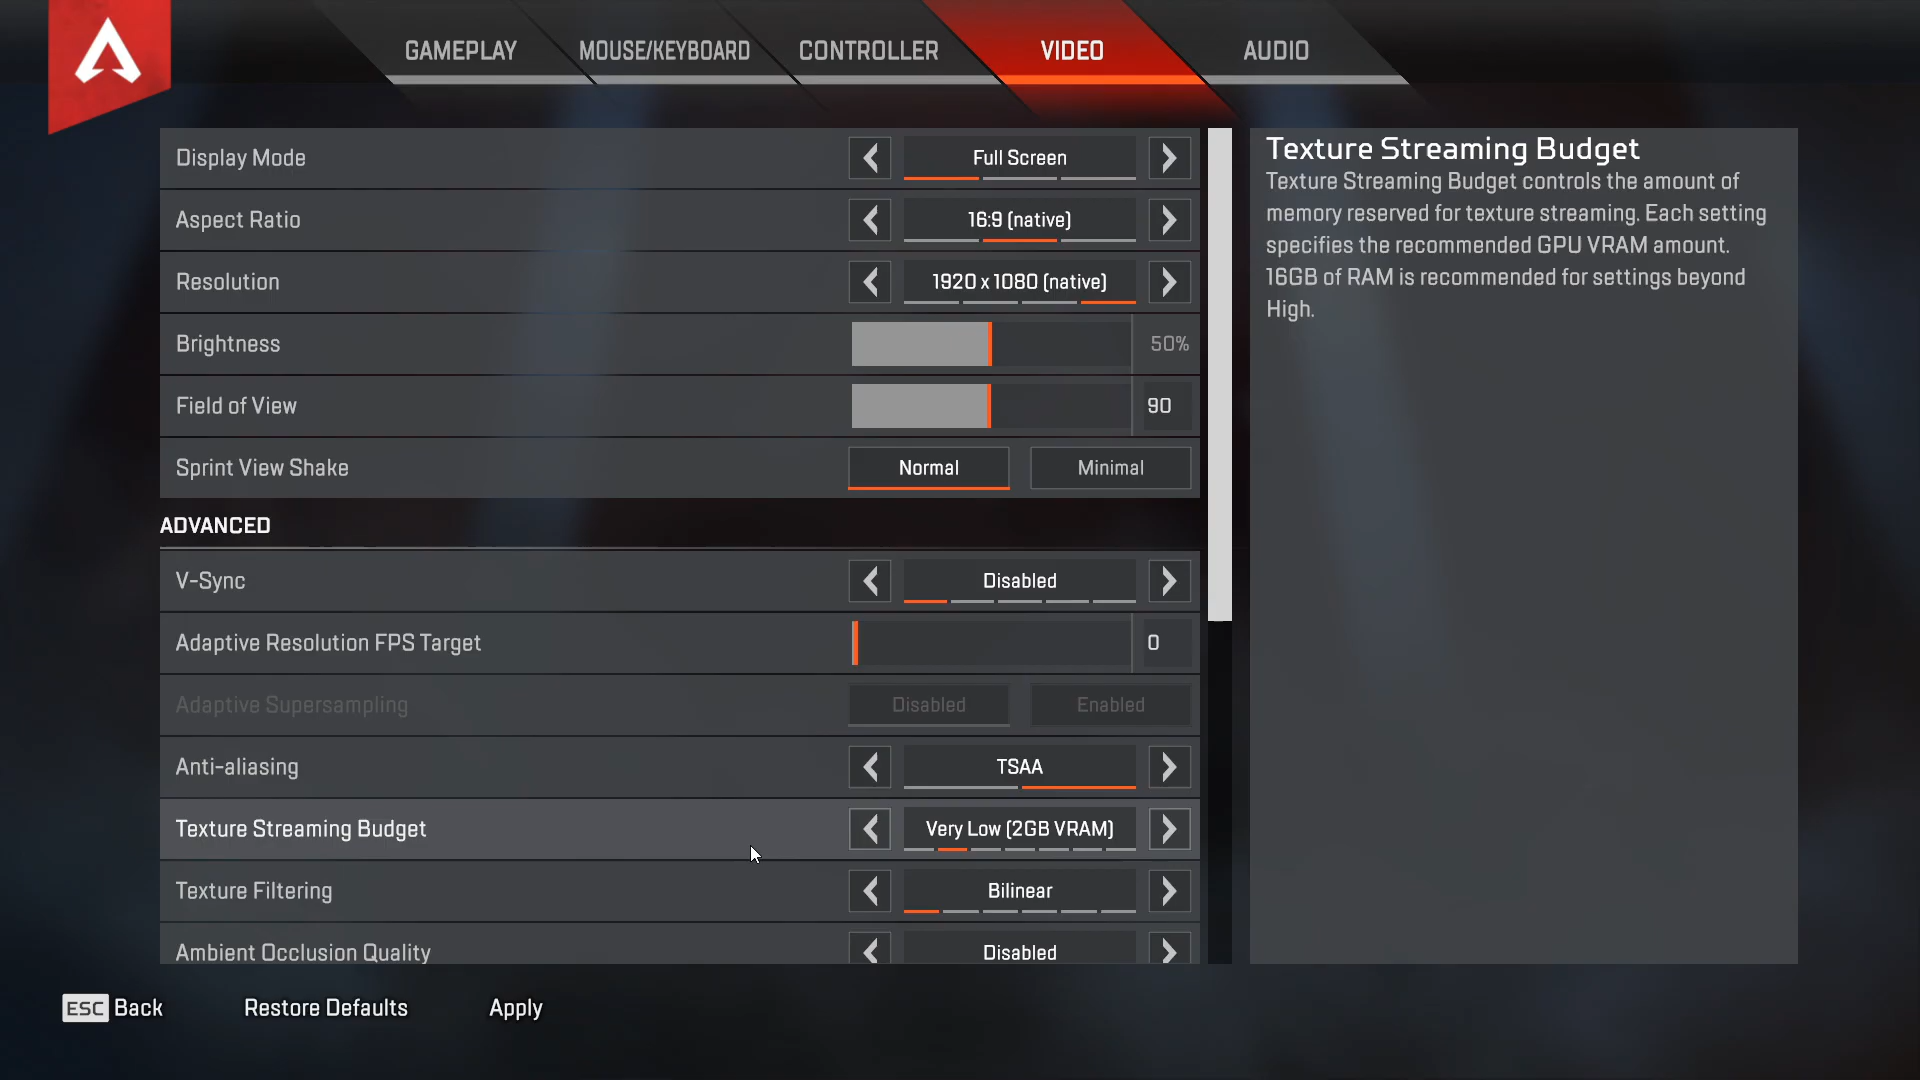 GAMEPLAY MOUSE/KEYBOARD CONTROLLER VIDEO AUDIO
Display Mode Full Screen
Aspect Ratio 16:9 (native)
Resolution 1920 x 1080 (native)
Brightness 50%
Field of View 90
Sprint View Shake Normal Minimal
ADVANCED
V-Sync Disabled
Adaptive Resolution FPS Target 0
Adaptive Supersampling Disabled Enabled
Anti-aliasing TSAA
Texture Streaming Budget Very Low (2GB VRAM)
Texture Filtering Bilinear
Ambient Occlusion Quality Disabled
Texture Streaming Budget
Texture Streaming Budget controls the amount of
memory reserved for texture streaming. Each setting
specifies the recommended GPU VRAM amount.
16GB of RAM is recommended for settings beyond
High.
ESC Back Restore Defaults Apply